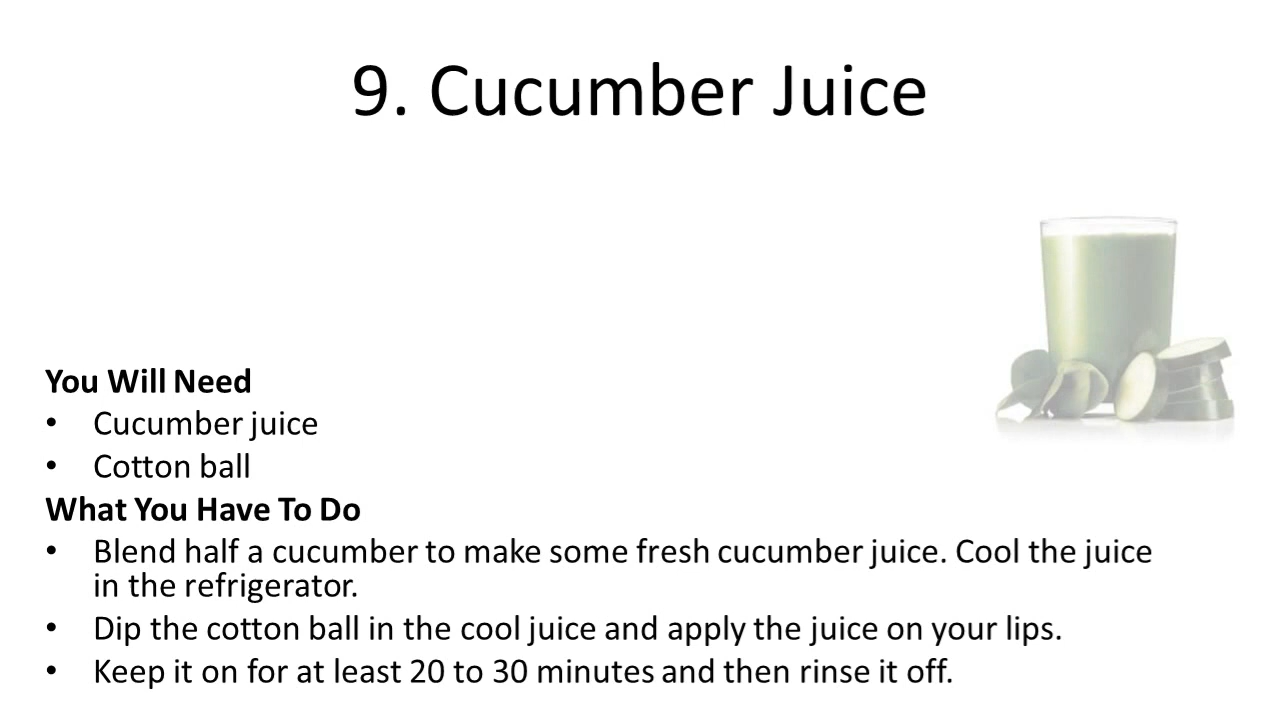 9. Cucumber Juice
You Will Need
• Cucumber juice
• Cotton ball
What You Have To Do
• Blend half a cucumber to make some fresh cucumber juice. Cool the juice
in the refrigerator.
• Dip the cotton ball in the cool juice and apply the juice on your lips.
• Keep it on for at least 20 to 30 minutes and then rinse it off.